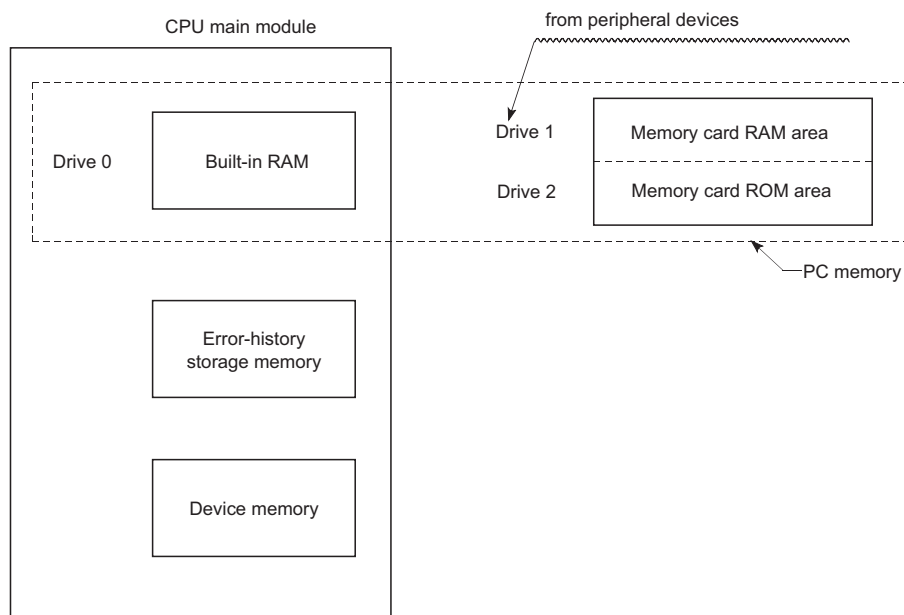 from peripheral devices
CPU main module
Drive 0
Built-in RAM
Drive 1
Memory card RAM area
Drive 2
Memory card ROM area
PC memory
Error-history
storage memory
Device memory